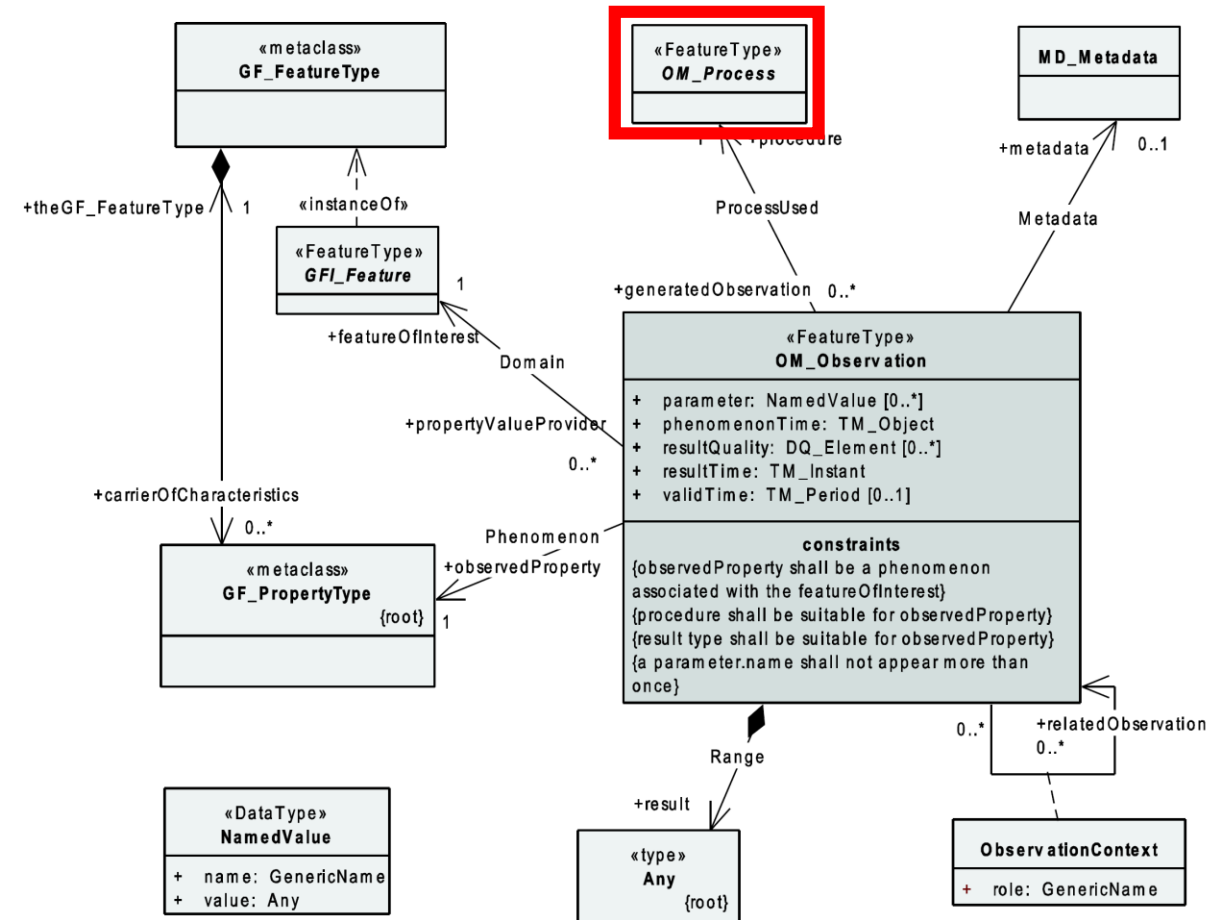 «metaclass»
GF_FeatureType
«FeatureType»
OM_Process
MD_Metadata
+procedure
+metadata
0..1
+theGF_FeatureType
1
«instanceOf»
ProcessUsed
Metadata
«FeatureType»
GFI_Feature
1
+generatedObservation
0..*
+featureOfInterest
Domain
«FeatureType»
OM_Observation
+ parameter: NamedValue [0..*]
+ phenomenonTime: TM_Object
+ resultQuality: DQ_Element [0..*]
+ resultTime: TM_Instant
+ validTime: TM_Period [0..1]
+propertyValueProvider
0..*
+carrierOfCharacteristics
0..*
Phenomenon
+observedProperty
1
«metaclass»
GF_PropertyType
{root}
constraints
{observedProperty shall be a phenomenon
associated with the featureOfInterest}
{procedure shall be suitable for observedProperty}
{result type shall be suitable for observedProperty}
{a parameter.name shall not appear more than
once}
0..*
+relatedObservation
0..*
Range
+result
«DataType»
NamedValue
+ name: GenericName
+ value: Any
«type»
Any
{root}
ObservationContext
+ role: GenericName